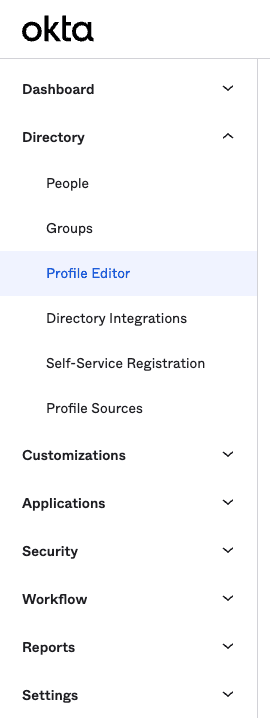 okta
Dashboard
Directory
People
Groups
Profile Editor
Directory Integrations
Self-Service Registration
Profile Sources
Customizations
Applications
Security
Workflow
Reports
Settings